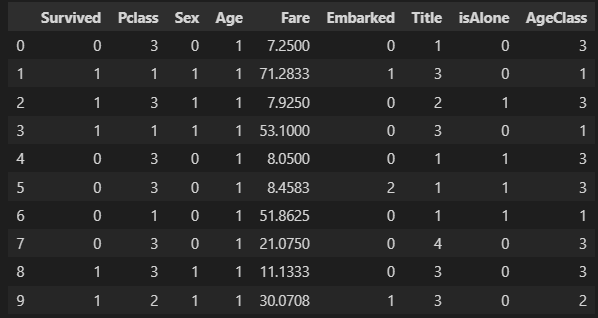 Survived Pclass Sex Age Fare Embarked Title isAlone AgeClass
0 0 3 0 1 7.2500 0 1 0 3
1 1 1 1 1 71.2833 1 3 0 1
2 1 3 1 1 7.9250 0 2 1 3
3 1 1 1 1 53.1000 0 3 0 1
4 0 3 0 1 8.0500 0 1 1 3
5 0 3 0 1 8.4583 2 1 1 3
6 0 1 0 1 51.8625 0 1 1 1
7 0 3 0 1 21.0750 0 4 0 3
8 1 3 1 1 11.1333 0 3 0 3
9 1 2 1 1 30.0708 1 3 0 2